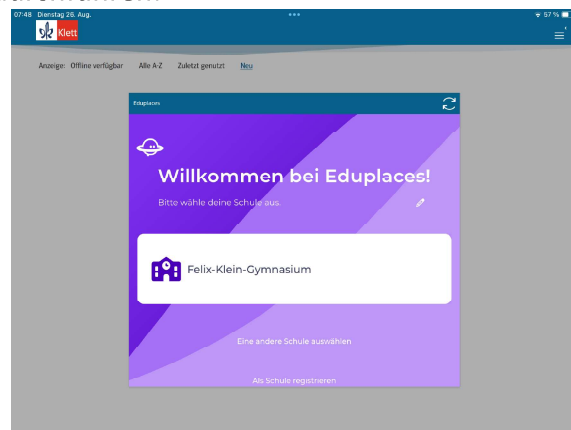 07:48 Dienstag 26. Aug.
57 %
Klett
Anzeige: Offline verfügbar Alle A-Z Zuletzt genutzt Neu
Eduplaces
Willkommen bei Eduplaces!
Bitte wähle deine Schule aus.
Felix-Klein-Gymnasium
Eine andere Schule auswählen
Als Schule registrieren